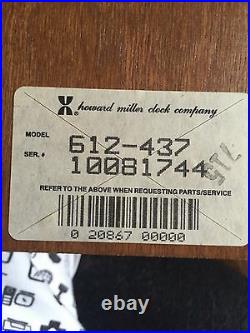 howard miller clock company
MODEL 612-437
SER. # 10081744
REFER TO THE ABOVE WHEN REQUESTING PARTS/SERVICE
0 20867 00000